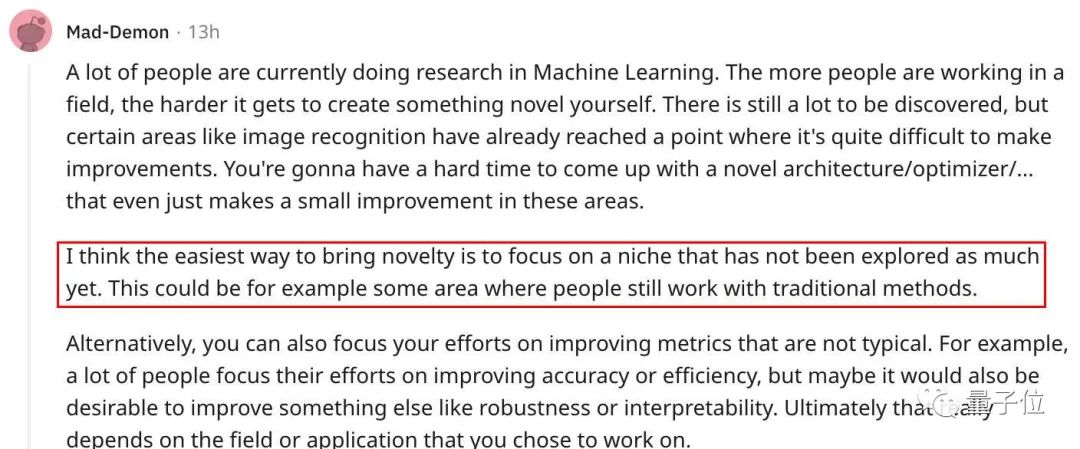 Mad-Demon · 13h
A lot of people are currently doing research in Machine Learning. The more people are working in a
field, the harder it gets to create something novel yourself. There is still a lot to be discovered, but
certain areas like image recognition have already reached a point where it's quite difficult to make
improvements. You're gonna have a hard time to come up with a novel architecture/optimizer/...
that even just makes a small improvement in these areas.
I think the easiest way to bring novelty is to focus on a niche that has not been explored as much
yet. This could be for example some area where people still work with traditional methods.
Alternatively, you can also focus your efforts on improving metrics that are not typical. For example,
a lot of people focus their efforts on improving accuracy or efficiency, but maybe it would also be
desirable to improve something else like robustness or interpretability. Ultimately that
depends on the field or application that you chose to work on.
量子位